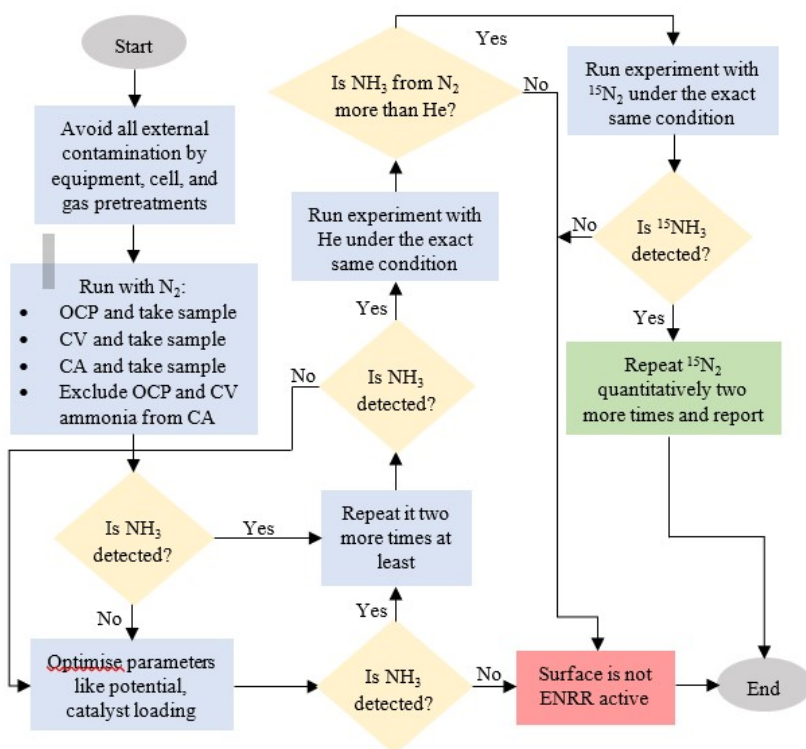 Start
Avoid all external
contamination by
equipment, cell, and
gas pretreatments
Run with N₂:
• OCP and take sample
• CV and take sample
• CA and take sample
• Exclude OCP and CV
ammonia from CA
Is NH₃
detected?
Yes
No
Optimise parameters
like potential,
catalyst loading
Is NH₃
detected?
Yes
No
Repeat it two
more times at
least
Is NH₃
detected?
No
Yes
Run experiment with
He under the exact
same condition
Is NH₃ from N₂
more than He?
Yes
No
Run experiment with
¹⁵N₂ under the exact
same condition
Is ¹⁵NH₃
detected?
No
Yes
Repeat ¹⁵N₂
quantitatively two
more times and report
Surface is not
ENRR active
End